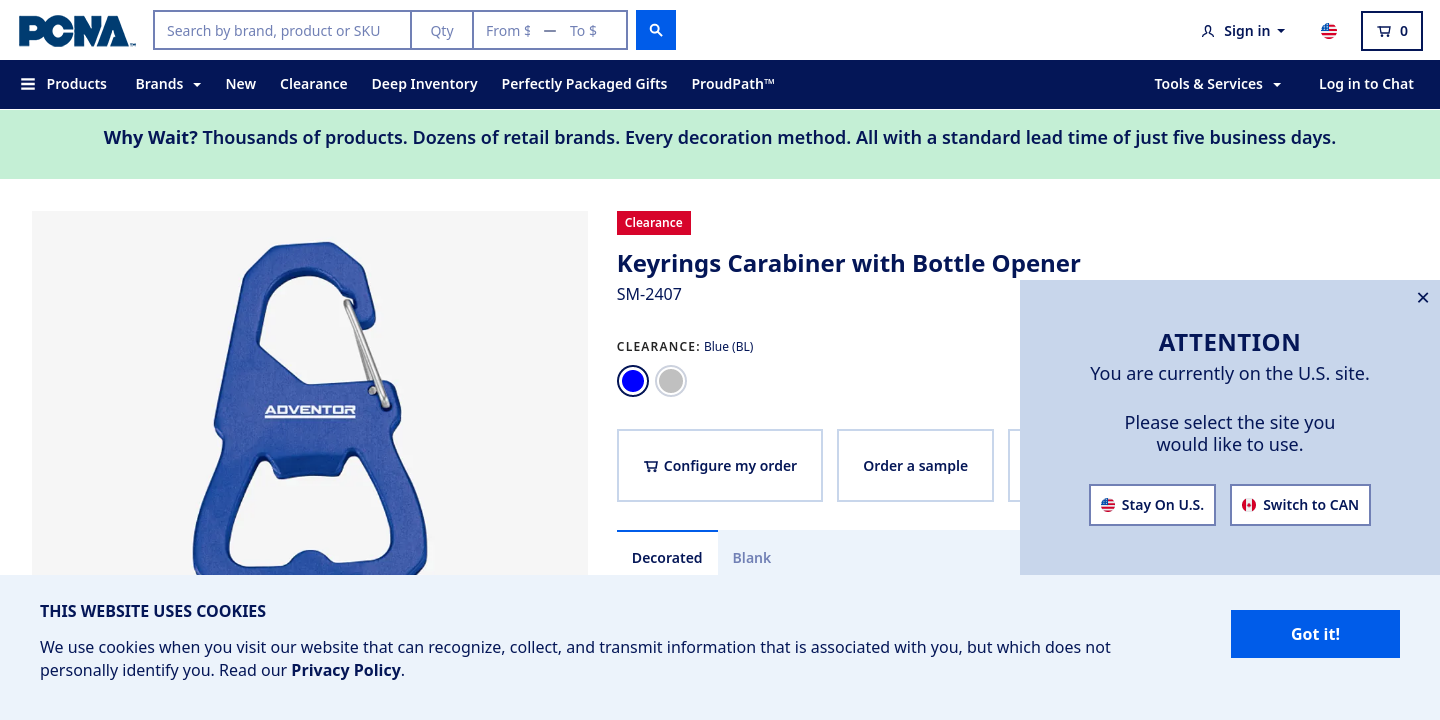 PCNA™
Search by brand, product or SKU
Qty
From $ — To $
Sign in
0
Products
Brands
New
Clearance
Deep Inventory
Perfectly Packaged Gifts
ProudPath™
Tools & Services
Log in to Chat
Why Wait? Thousands of products. Dozens of retail brands. Every decoration method. All with a standard lead time of just five business days.
ADVENTOR
Clearance
Keyrings Carabiner with Bottle Opener
SM-2407
CLEARANCE: Blue (BL)
Configure my order
Order a sample
Decorated
Blank
ATTENTION
You are currently on the U.S. site.
Please select the site you
would like to use.
Stay On U.S.
Switch to CAN
THIS WEBSITE USES COOKIES
We use cookies when you visit our website that can recognize, collect, and transmit information that is associated with you, but which does not
personally identify you. Read our Privacy Policy.
Got it!